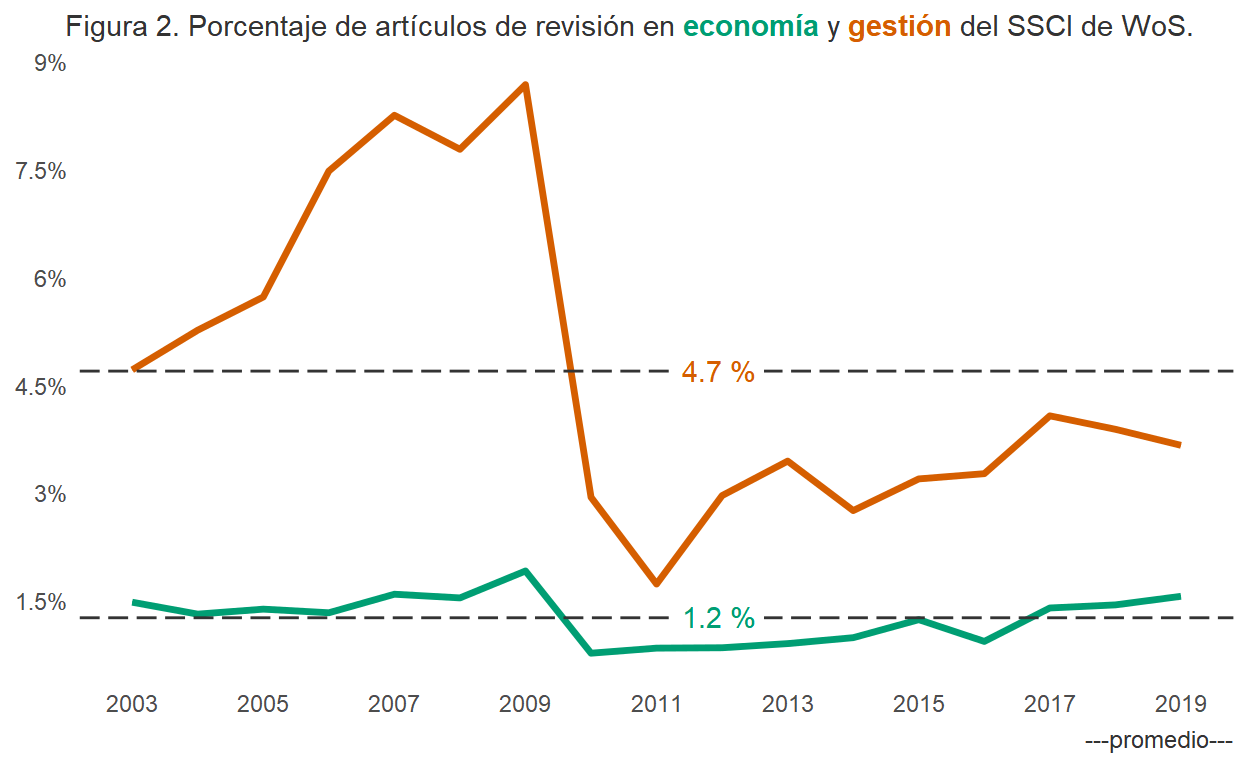 Figura 2. Porcentaje de artículos de revisión en economía y gestión del SSCI de WoS.
9%
7.5%
6%
4.5%
3%
1.5%
4.7 %
1.2 %
2003 2005 2007 2009 2011 2013 2015 2017 2019
---promedio---